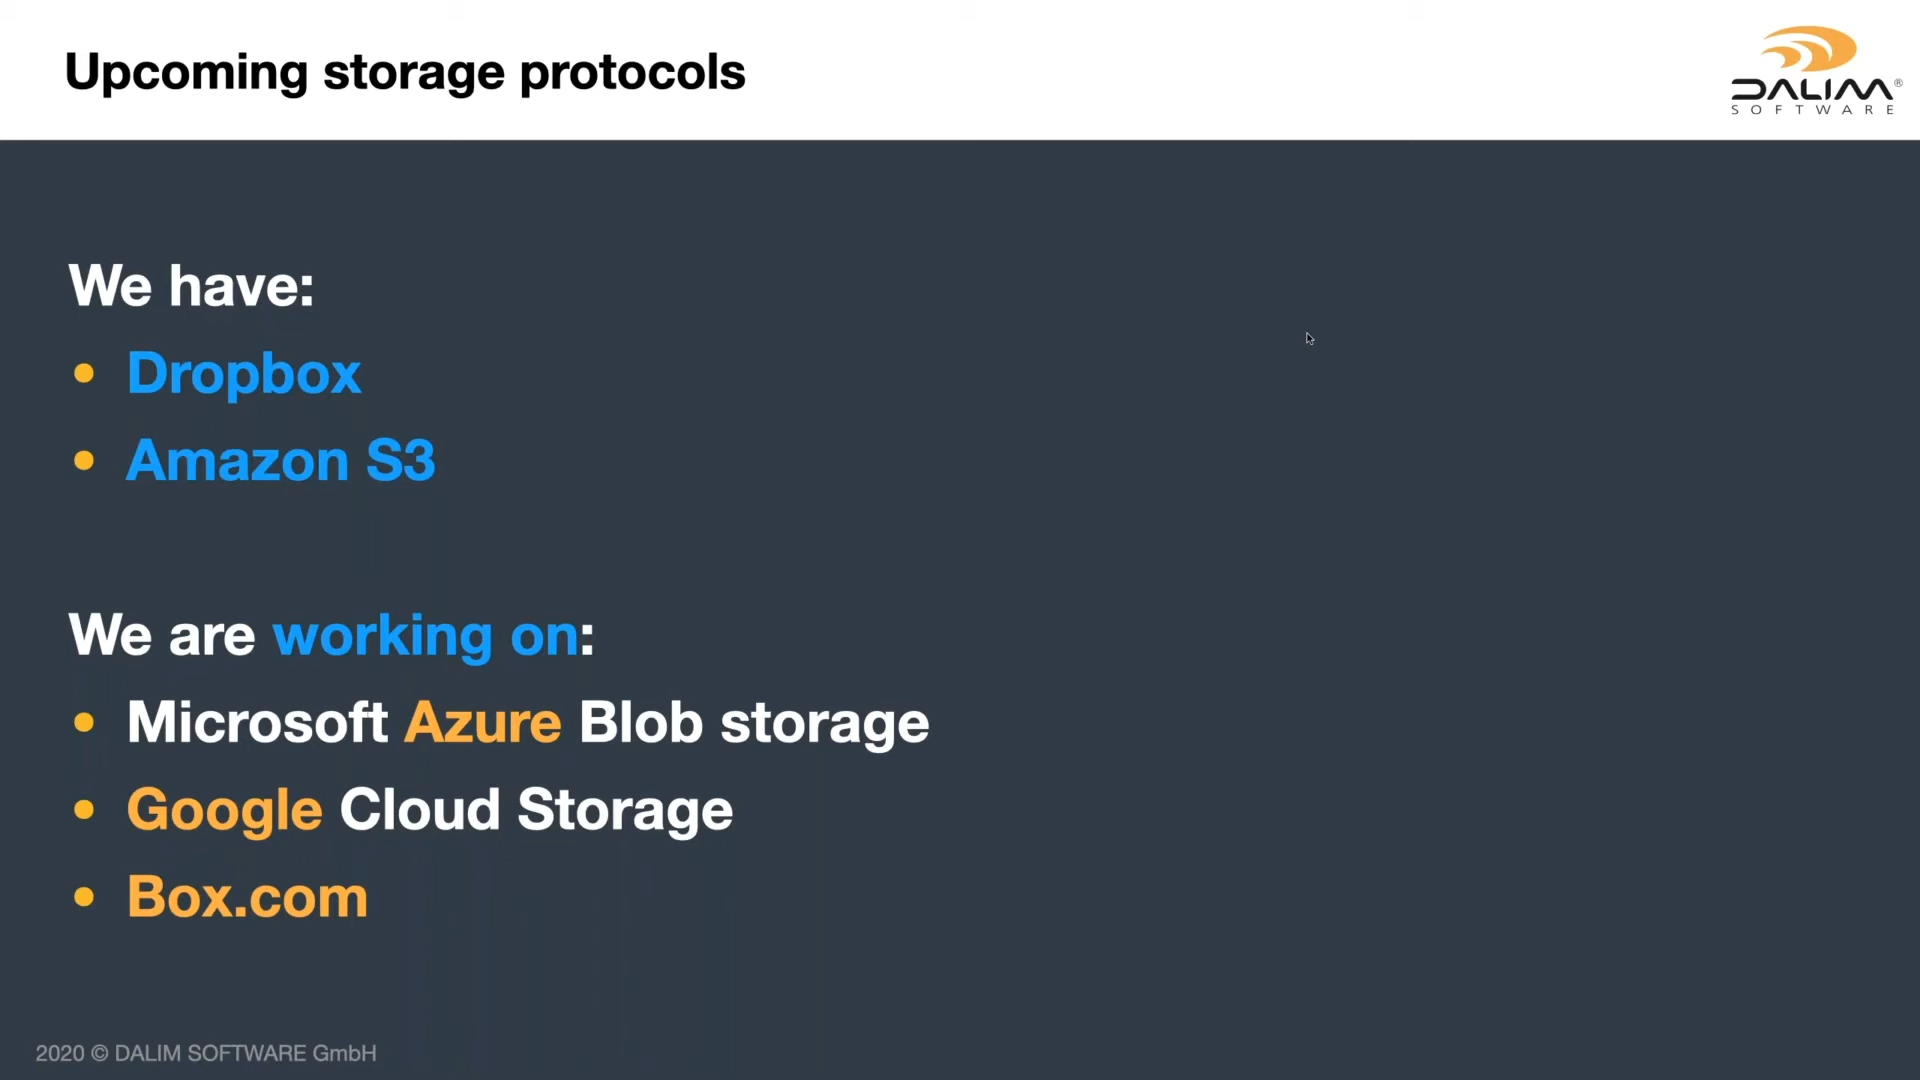 Upcoming storage protocols
DALIM®
SOFTWARE
We have:
• Dropbox
• Amazon S3
We are working on:
• Microsoft Azure Blob storage
• Google Cloud Storage
• Box.com
2020 © DALIM SOFTWARE GmbH